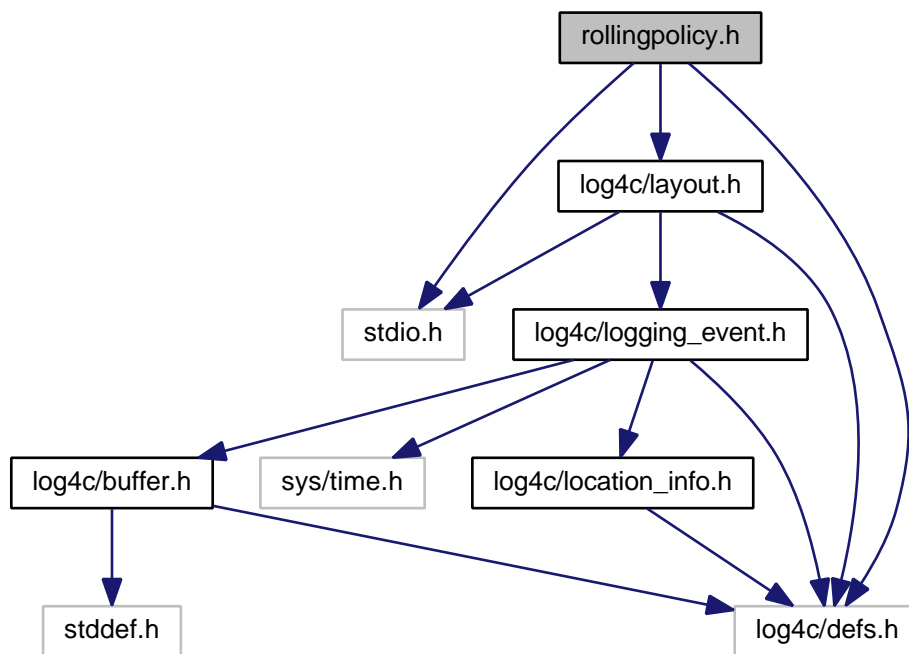 rollingpolicy.h
log4c/layout.h
stdio.h
log4c/logging_event.h
log4c/buffer.h
sys/time.h
log4c/location_info.h
stddef.h
log4c/defs.h